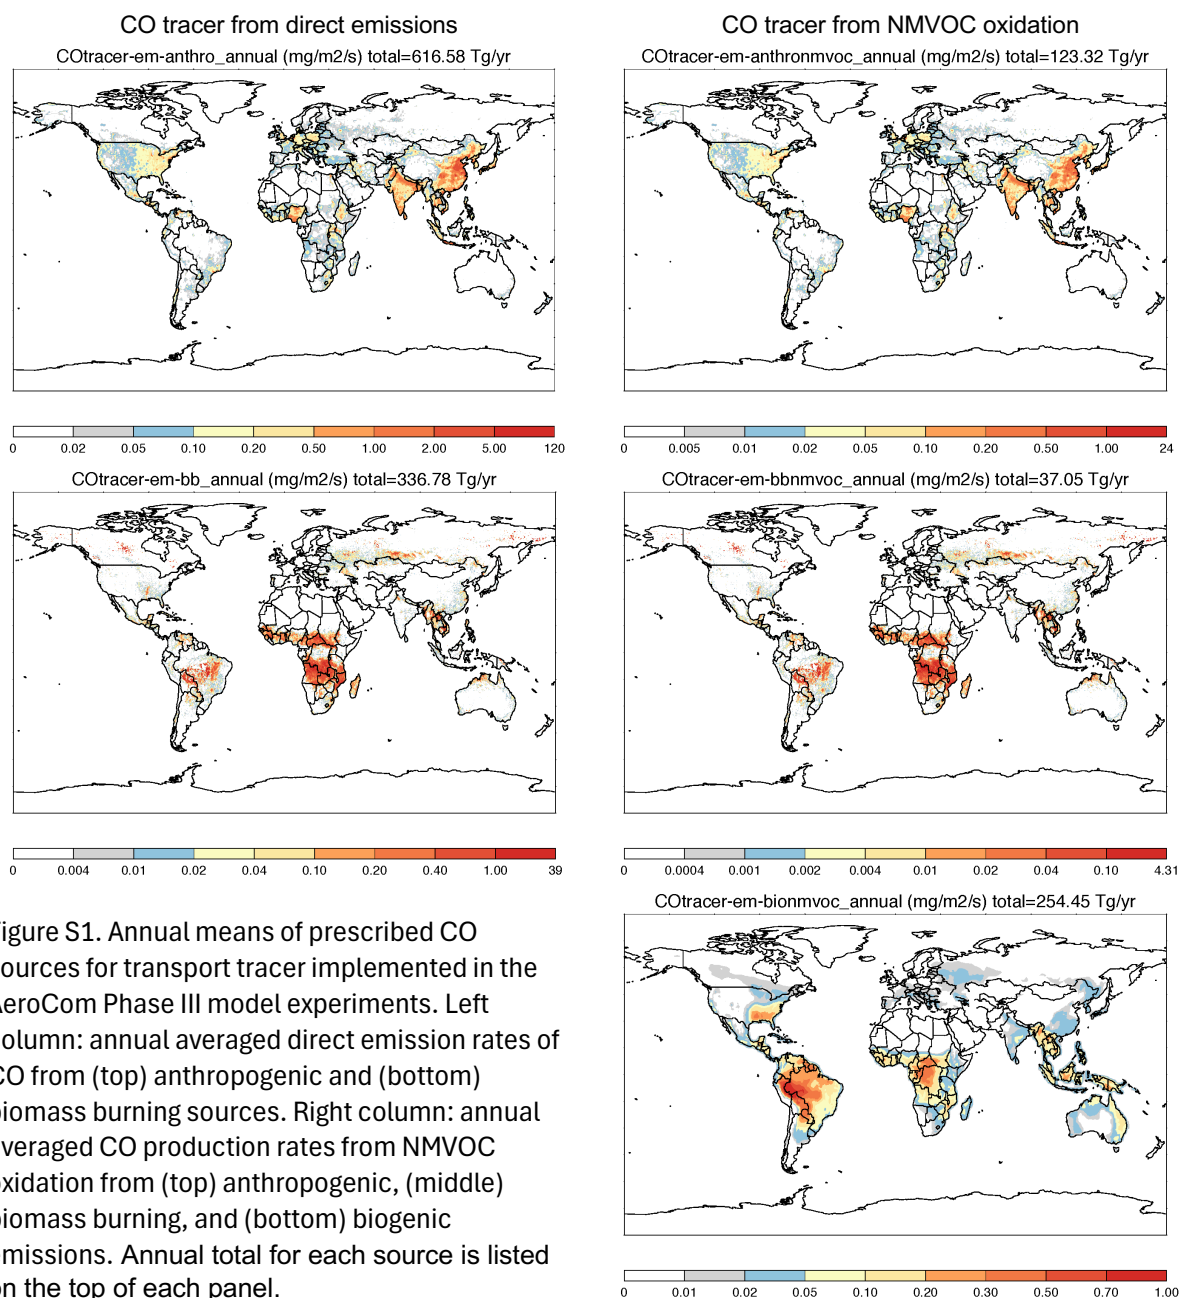 CO tracer from direct emissions
COtracer-em-anthro_annual (mg/m2/s) total=616.58 Tg/yr
0 0.02 0.05 0.10 0.20 0.50 1.00 2.00 5.00 120
COtracer-em-bb_annual (mg/m2/s) total=336.78 Tg/yr
0 0.004 0.01 0.02 0.04 0.10 0.20 0.40 1.00 39
CO tracer from NMVOC oxidation
COtracer-em-anthronmvoc_annual (mg/m2/s) total=123.32 Tg/yr
0 0.005 0.01 0.02 0.05 0.10 0.20 0.50 1.00 24
COtracer-em-bbnmvoc_annual (mg/m2/s) total=37.05 Tg/yr
0 0.0004 0.001 0.002 0.004 0.01 0.02 0.04 0.10 4.31
COtracer-em-bionmvoc_annual (mg/m2/s) total=254.45 Tg/yr
0 0.01 0.02 0.05 0.10 0.20 0.30 0.50 0.70 1.00
igure S1. Annual means of prescribed CO
ources for transport tracer implemented in the
AeroCom Phase III model experiments. Left
olumn: annual averaged direct emission rates of
CO from (top) anthropogenic and (bottom)
iomass burning sources. Right column: annual
veraged CO production rates from NMVOC
xidation from (top) anthropogenic, (middle)
iomass burning, and (bottom) biogenic
missions. Annual total for each source is listed
n the top of each panel.